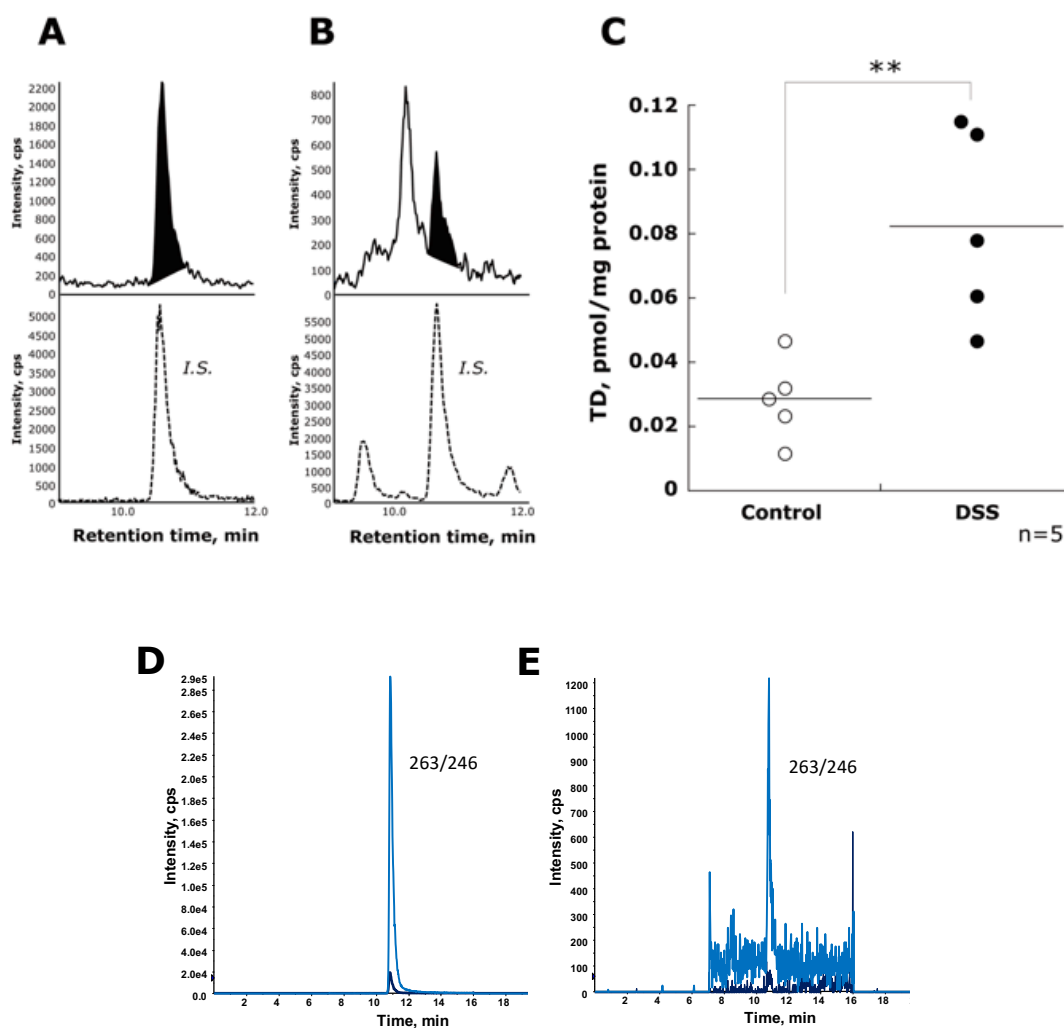 A
B
C
Intensity, cps
2200
2000
1800
1600
1400
1200
1000
800
600
400
200
0
Intensity, cps
5000
4500
4000
3500
3000
2500
2000
1500
1000
500
0
I.S.
10.0
12.0
Retention time, min
Intensity, cps
800
700
600
500
400
300
200
100
0
Intensity, cps
5500
5000
4500
4000
3500
3000
2500
2000
1500
1000
500
0
I.S.
10.0
12.0
Retention time, min
**
TD, pmol/mg protein
0.12
0.10
0.08
0.06
0.04
0.02
0
Control
DSS
n=5
D
Intensity, cps
2.9e5
2.8e5
2.6e5
2.4e5
2.2e5
2.0e5
1.8e5
1.6e5
1.4e5
1.2e5
1.0e5
8.0e4
6.0e4
4.0e4
2.0e4
0.0
263/246
2 4 6 8 10 12 14 16 18
Time, min
E
Intensity, cps
1200
1100
1000
900
800
700
600
500
400
300
200
100
0
263/246
2 4 6 8 10 12 14 16 18
Time, min